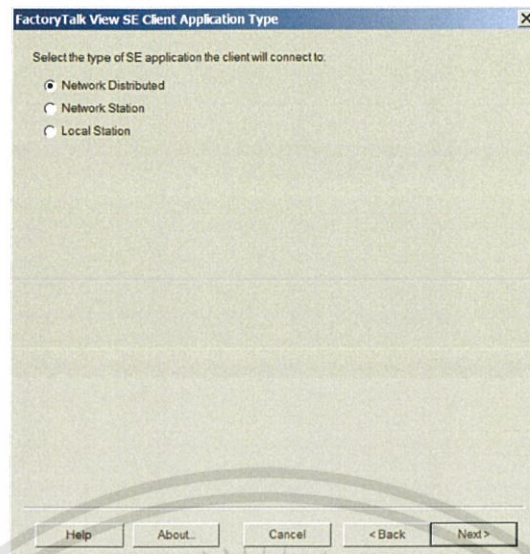 FactoryTalk View SE Client Application Type
Select the type of SE application the client will connect to:
Network Distributed
Network Station
Local Station
Help About... Cancel < Back Next >